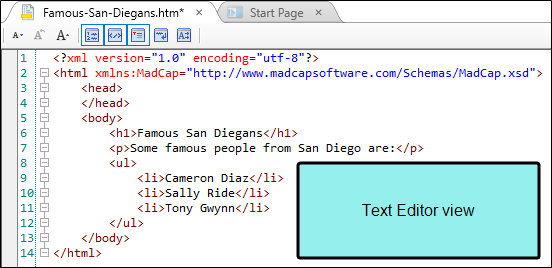 Famous-San-Diegans.htm* Start Page
A A A
1 <?xml version="1.0" encoding="utf-8"?>
2 <html xmlns:MadCap="http://www.madcapsoftware.com/Schemas/MadCap.xsd">
3 <head>
4 </head>
5 <body>
6 <h1>Famous San Diegans</h1>
7 <p>Some famous people from San Diego are:</p>
8 <ul>
9 <li>Cameron Diaz</li>
10 <li>Sally Ride</li>
11 <li>Tony Gwynn</li>
12 </ul>
13 </body>
14 </html>
Text Editor view